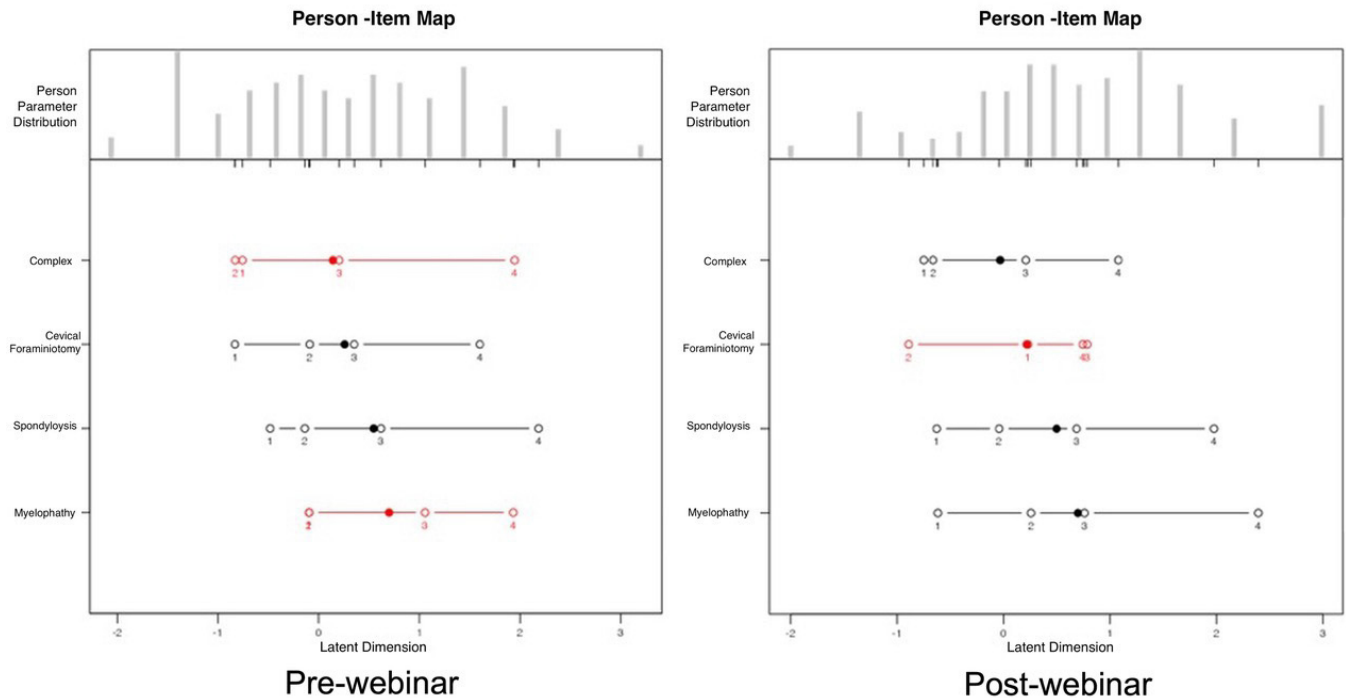 Person -Item Map
Person
Parameter
Distribution
Complex
21
3
4
Cevical
Foraminiotomy
1
2
3
4
Spondyloysis
1
2
3
4
Myelophathy
3
4
-2
-1
0
1
2
3
Latent Dimension
Pre-webinar
Person -Item Map
Person
Parameter
Distribution
Complex
1 2
3
4
Cevical
Foraminiotomy
2
1
43
Spondyloysis
1
2
3
4
Myelophathy
1
2
3
4
-2
-1
0
1
2
3
Latent Dimension
Post-webinar